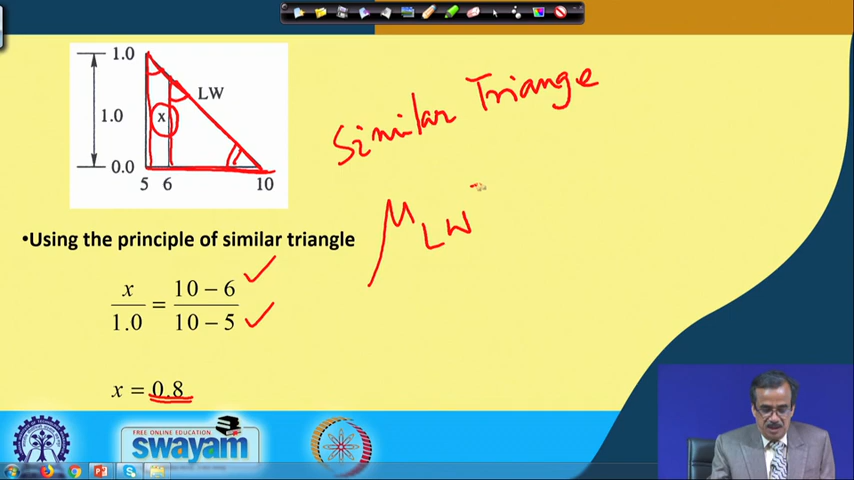 1.0
LW
1.0
x
0.0
5 6 10
Similar Triange
μLW
•Using the principle of similar triangle
x/1.0 = 10 – 6/10 – 5
x = 0.8
FREE ONLINE EDUCATION
swayam